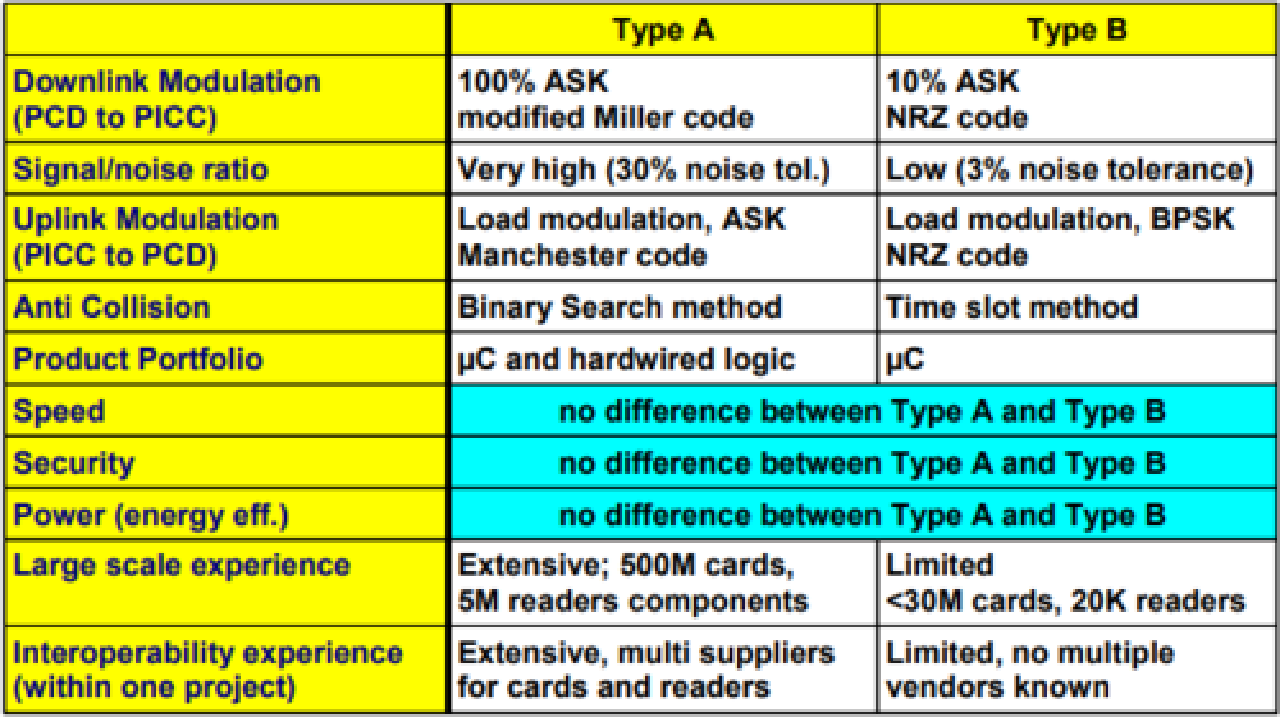 Type A
Type B
Downlink Modulation
(PCD to PICC)
100% ASK
modified Miller code
10% ASK
NRZ code
Signal/noise ratio
Very high (30% noise tol.)
Low (3% noise tolerance)
Uplink Modulation
(PICC to PCD)
Load modulation, ASK
Manchester code
Load modulation, BPSK
NRZ code
Anti Collision
Binary Search method
Time slot method
Product Portfolio
µC and hardwired logic
µC
Speed
no difference between Type A and Type B
Security
no difference between Type A and Type B
Power (energy eff.)
no difference between Type A and Type B
Large scale experience
Extensive; 500M cards,
5M readers components
Limited
<30M cards, 20K readers
Interoperability experience
(within one project)
Extensive, multi suppliers
for cards and readers
Limited, no multiple
vendors known